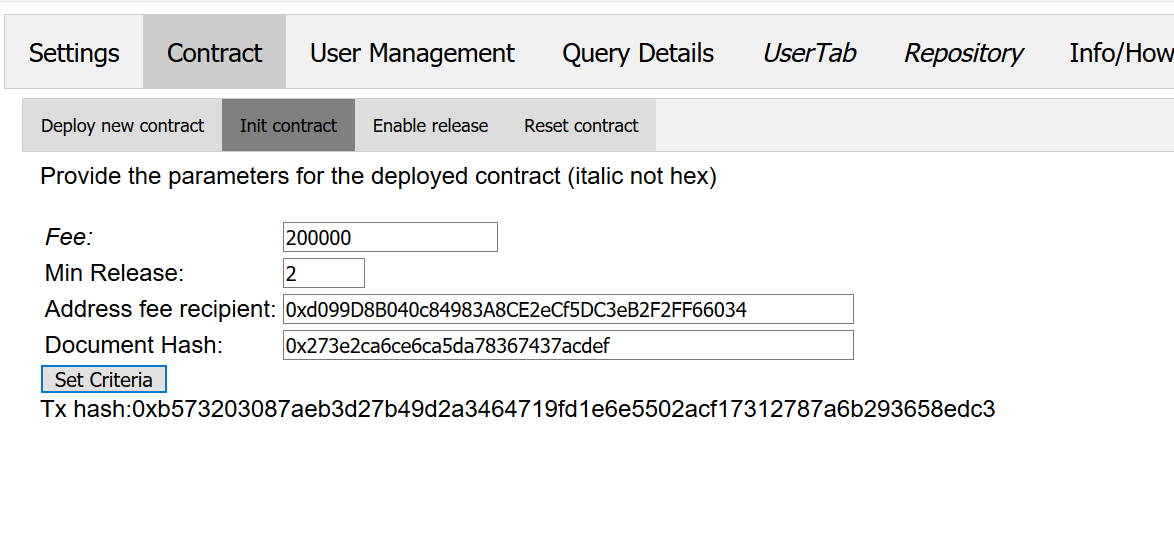 Settings Contract User Management Query Details UserTab Repository Info/How
Deploy new contract Init contract Enable release Reset contract
Provide the parameters for the deployed contract (italic not hex)
Fee: 200000
Min Release: 2
Address fee recipient: 0xd099D8B040c84983A8CE2eCf5DC3eB2F2FF66034
Document Hash: 0x273e2ca6ce6ca5da78367437acdef
Set Criteria
Tx hash:0xb573203087aeb3d27b49d2a3464719fd1e6e5502acf17312787a6b293658edc3